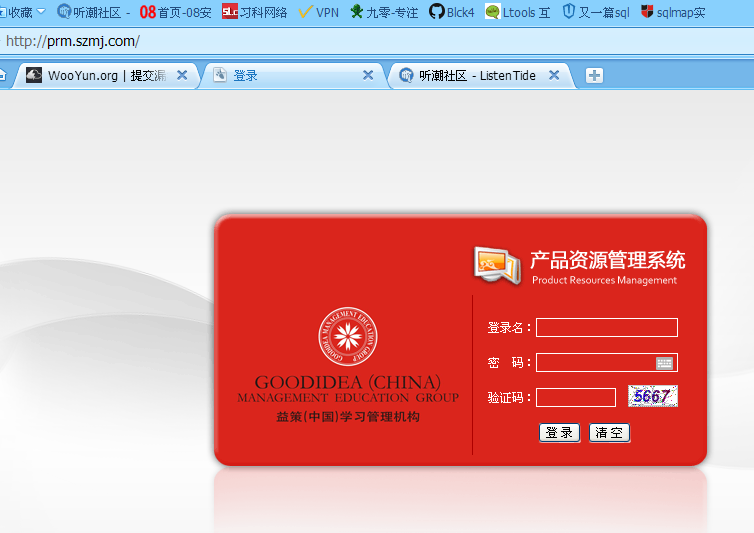 收藏 听潮社区 - 08 首页-08安 SLC 习科网络 VPN 九零-专注 Blck4 Ltools 互 又一篇sql sqlmap实
http://prm.szmj.com/
WooYun.org | 提交漏 登录 听潮社区 - ListenTide
产品资源管理系统
Product Resources Management
GOODIDEA MANAGEMENT EDUCATION GROUP
GOODIDEA (CHINA)
MANAGEMENT EDUCATION GROUP
益策(中国)学习管理机构
登录名：
密 码：
验证码： 5667
登 录 清 空